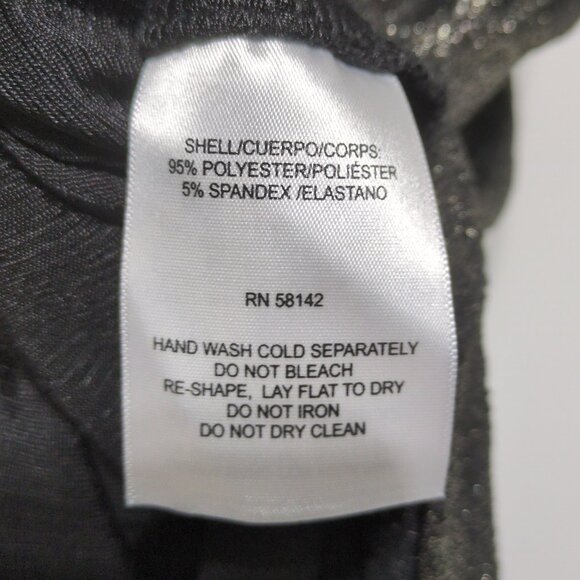 SHELL/CUERPO/CORPS:
95% POLYESTER/POLIÉSTER
5% SPANDEX /ELASTANO
RN 58142
HAND WASH COLD SEPARATELY
DO NOT BLEACH
RE-SHAPE, LAY FLAT TO DRY
DO NOT IRON
DO NOT DRY CLEAN